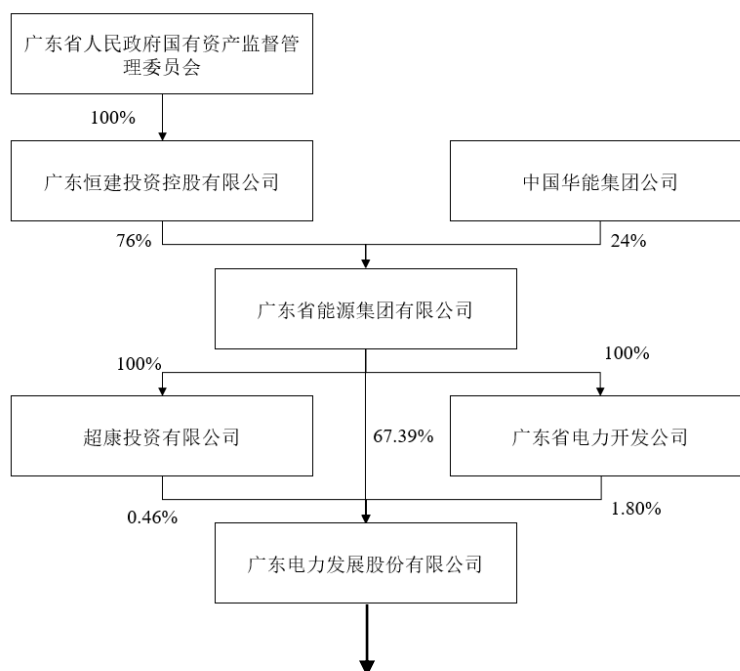 广东省人民政府国有资产监督管
理委员会
100%
广东恒建投资控股有限公司
中国华能集团公司
76%
24%
广东省能源集团有限公司
100%
100%
超康投资有限公司
67.39%
广东省电力开发公司
0.46%
1.80%
广东电力发展股份有限公司